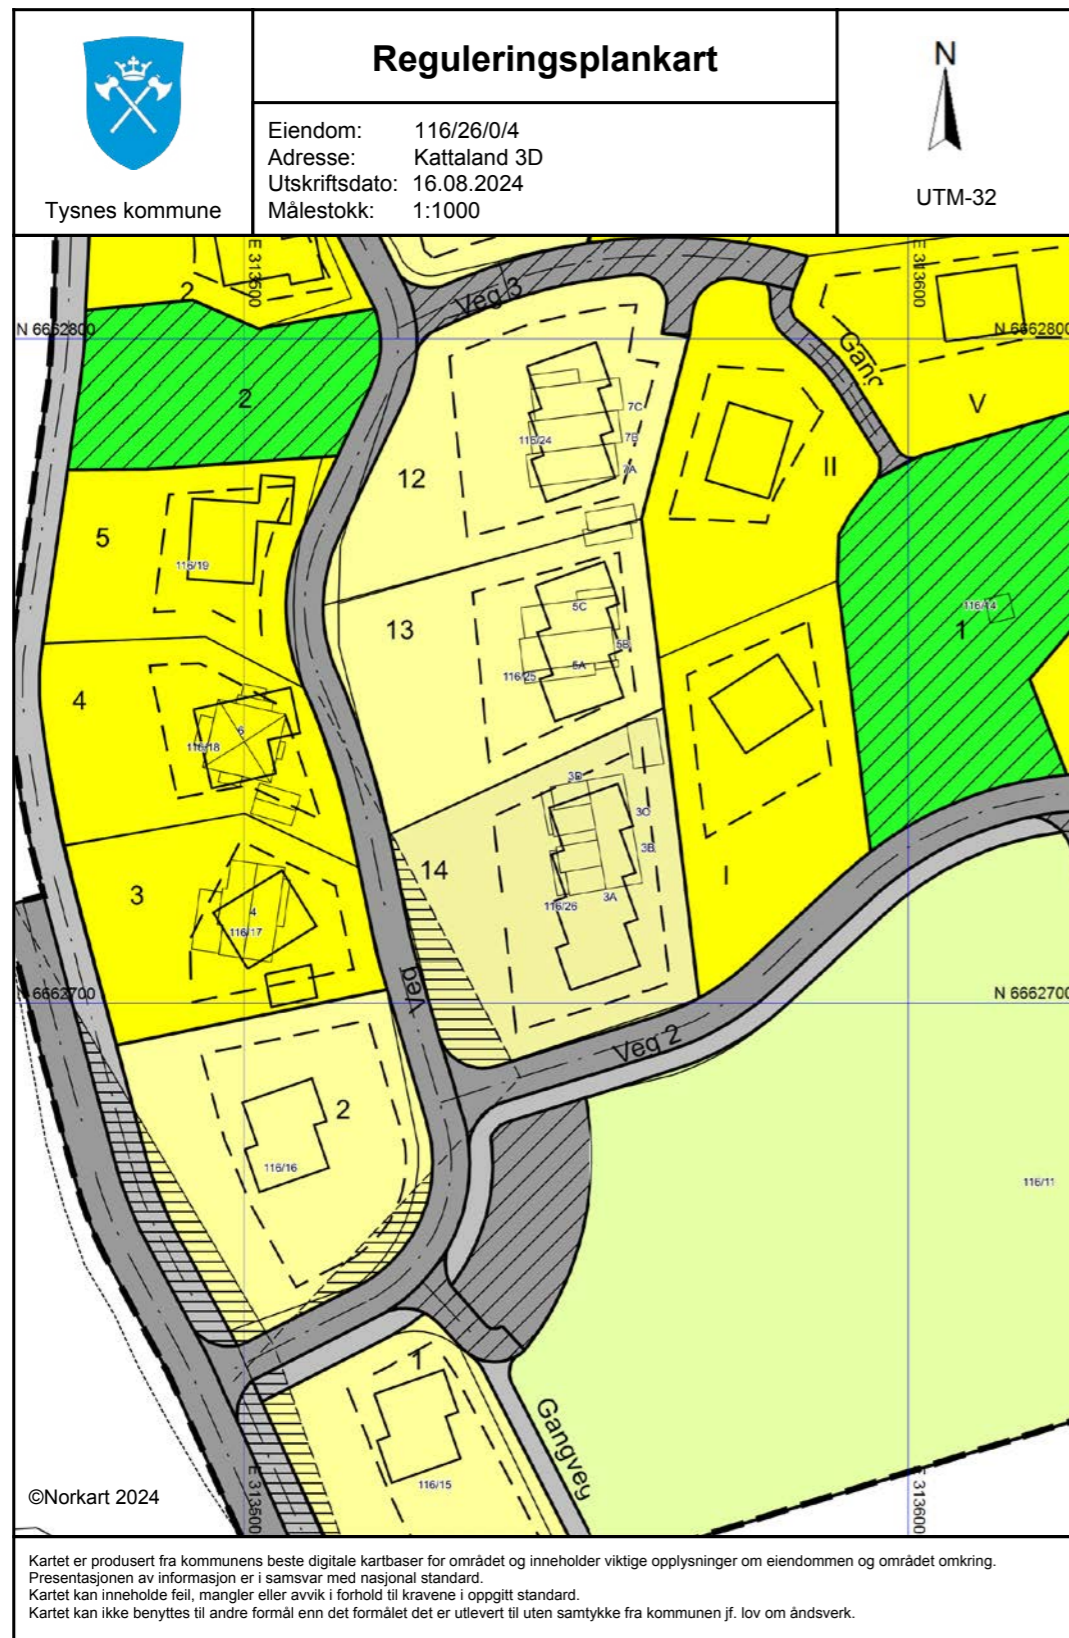 Reguleringsplankart
Eiendom: 116/26/0/4
Adresse: Kattaland 3D
Utskriftsdato: 16.08.2024
Målestokk: 1:1000
Tysnes kommune
N
UTM-32
E 313500
E 313600
2
Veg 3
N 6662800
N 6662800
Gang
2
7C
V
116/24
7B
7A
12
II
5
116/19
5C
116/14
13
1
5B
5A
116/25
4
6
116/18
3D
3C
3B
14
I
3
3A
4
116/26
116/17
Veg
N 6662700
N 6662700
Veg 2
2
116/16
116/11
1
Gangveg
116/15
E 313500
E 313600
©Norkart 2024
Kartet er produsert fra kommunens beste digitale kartbaser for området og inneholder viktige opplysninger om eiendommen og området omkring.
Presentasjonen av informasjon er i samsvar med nasjonal standard.
Kartet kan inneholde feil, mangler eller avvik i forhold til kravene i oppgitt standard.
Kartet kan ikke benyttes til andre formål enn det formålet det er utlevert til uten samtykke fra kommunen jf. lov om åndsverk.